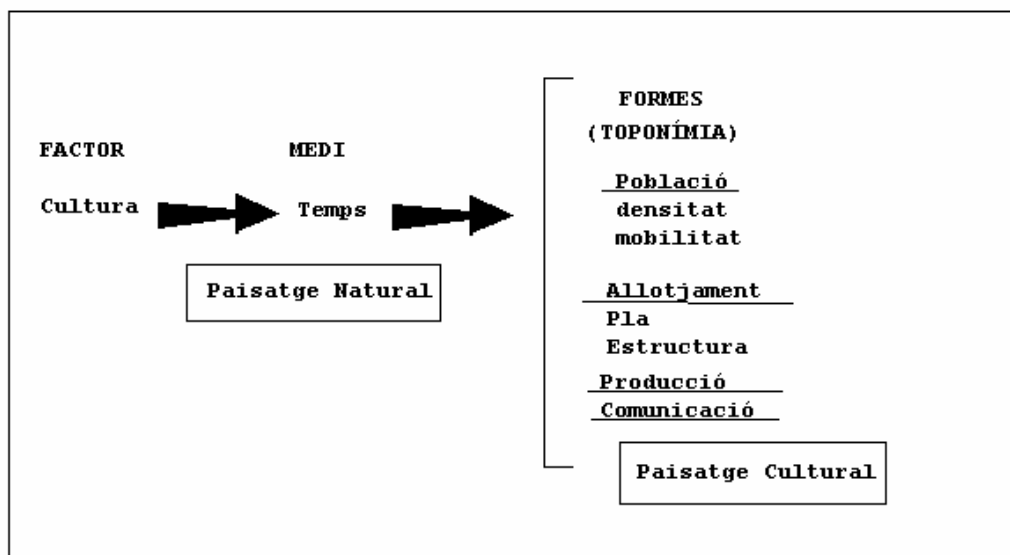 FACTOR
Cultura
MEDI
Temps
Paisatge Natural
FORMES
(TOPONÍMIA)
Població
densitat
mobilitat
Allotjament
Pla
Estructura
Producció
Comunicació
Paisatge Cultural